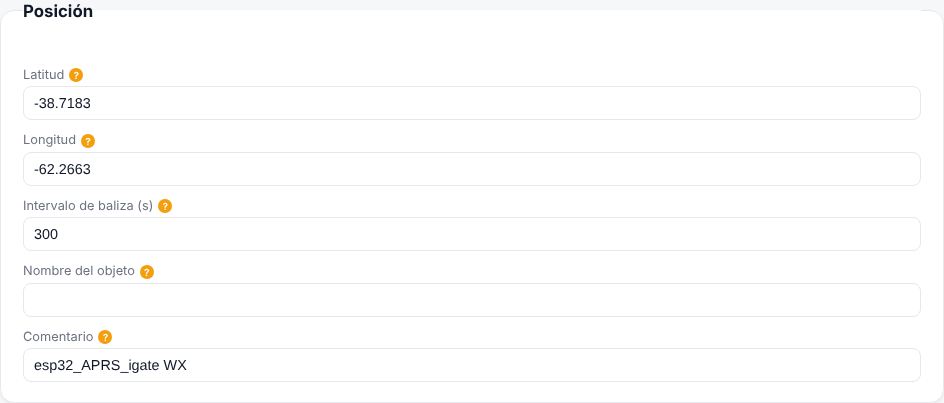 Posición
Latitud ?
-38.7183
Longitud ?
-62.2663
Intervalo de baliza (s) ?
300
Nombre del objeto ?
Comentario ?
esp32_APRS_igate WX